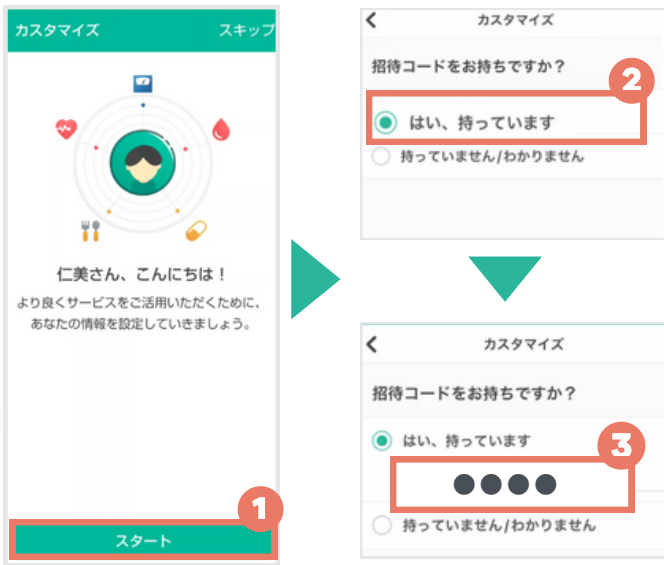 カスタマイズ
スキップ
仁美さん、こんにちは！
より良くサービスをご活用いただくために、
あなたの情報を設定していきましょう。
1
スタート
カスタマイズ
招待コードをお持ちですか？
2
はい、持っています
持っていません/わかりません
カスタマイズ
招待コードをお持ちですか？
はい、持っています
3
●●●●
持っていません/わかりません